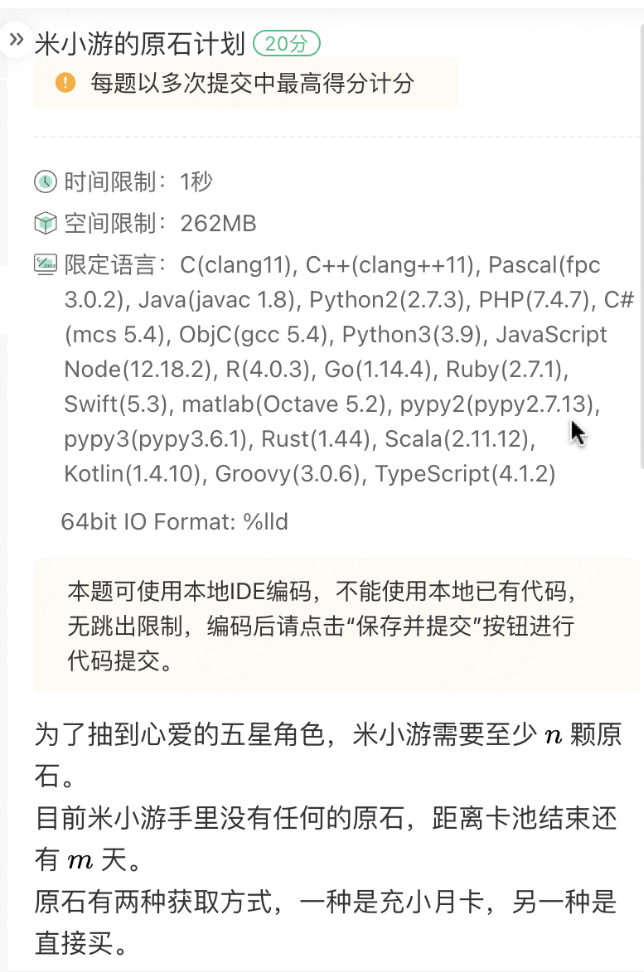 »
米小游的原石计划 20分
每题以多次提交中最高得分计分
时间限制：1秒
空间限制：262MB
限定语言：C(clang11), C++(clang++11), Pascal(fpc
3.0.2), Java(javac 1.8), Python2(2.7.3), PHP(7.4.7), C#
(mcs 5.4), ObjC(gcc 5.4), Python3(3.9), JavaScript
Node(12.18.2), R(4.0.3), Go(1.14.4), Ruby(2.7.1),
Swift(5.3), matlab(Octave 5.2), pypy2(pypy2.7.13),
pypy3(pypy3.6.1), Rust(1.44), Scala(2.11.12),
Kotlin(1.4.10), Groovy(3.0.6), TypeScript(4.1.2)
64bit IO Format: %lld
本题可使用本地IDE编码，不能使用本地已有代码，
无跳出限制，编码后请点击“保存并提交”按钮进行
代码提交。
为了抽到心爱的五星角色，米小游需要至少 n 颗原
石。
目前米小游手里没有任何的原石，距离卡池结束还
有 m 天。
原石有两种获取方式，一种是充小月卡，另一种是
直接买。